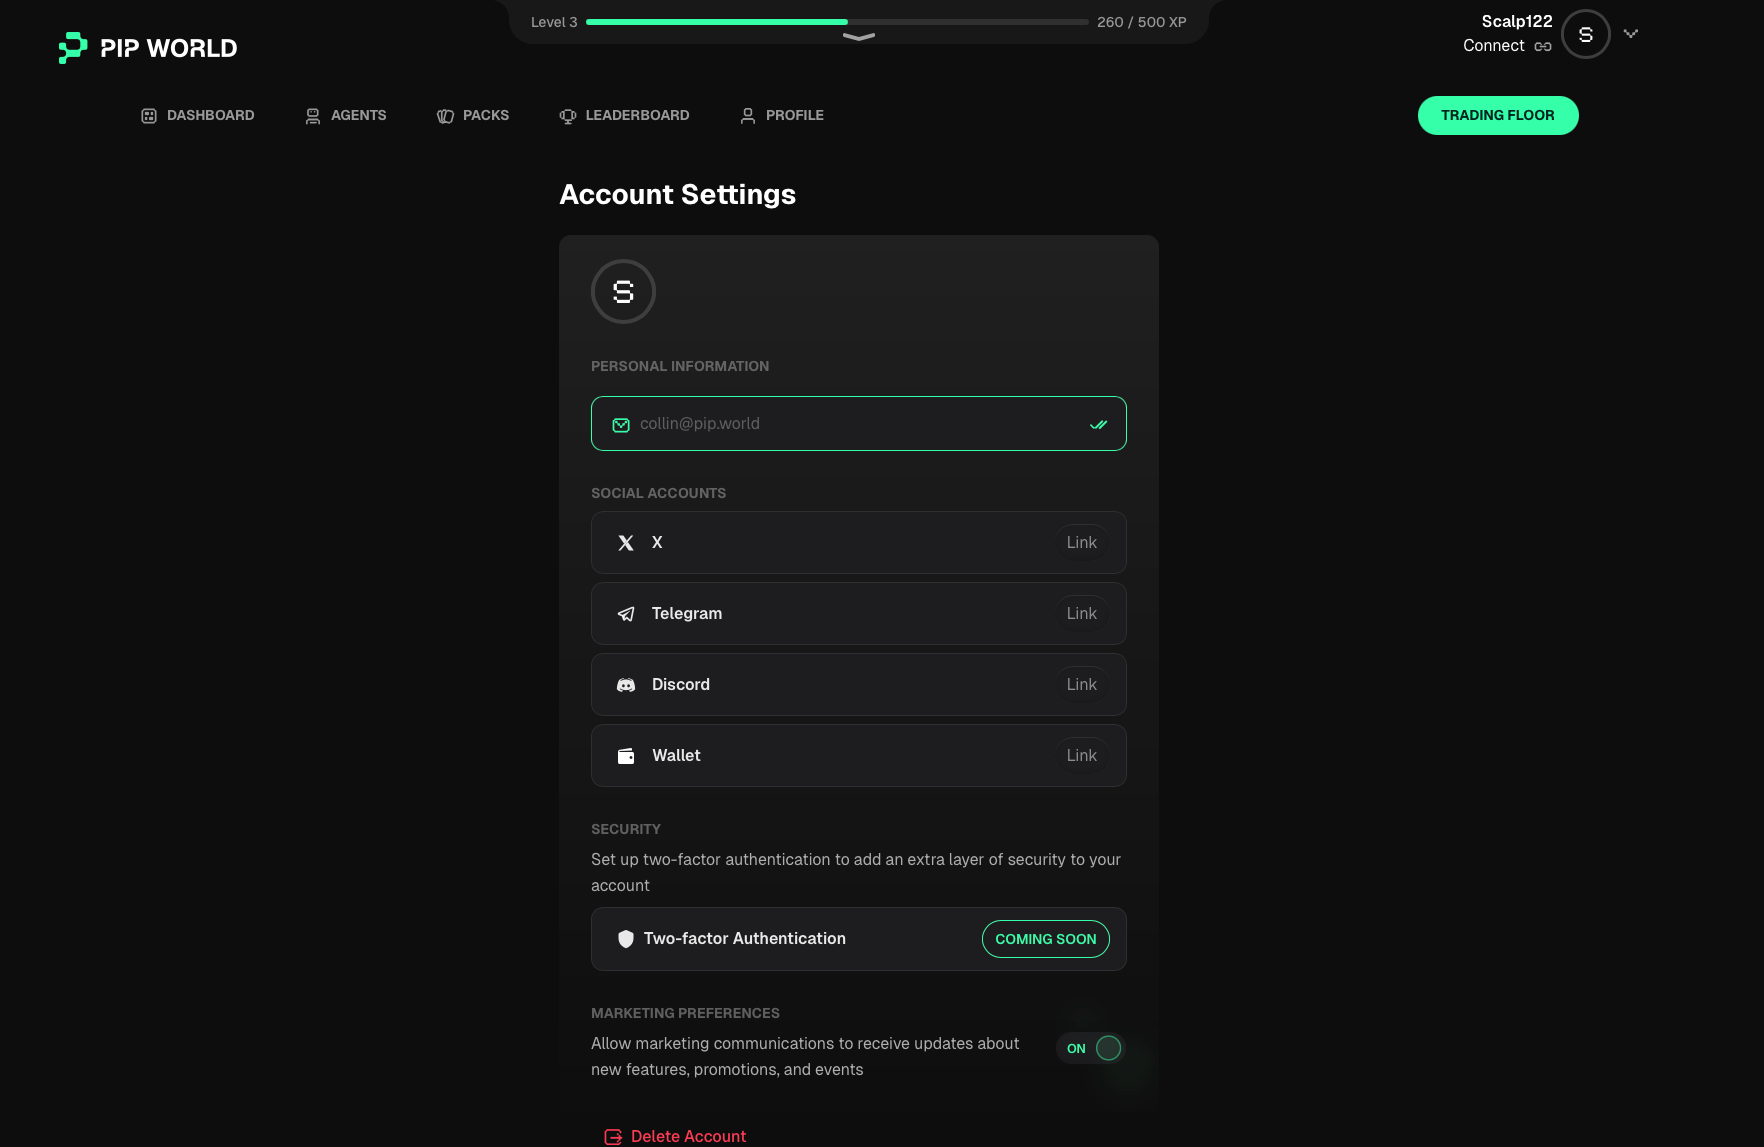 Level 3
260 / 500 XP
Scalp122
Connect
S
PIP WORLD
DASHBOARD
AGENTS
PACKS
LEADERBOARD
PROFILE
TRADING FLOOR
Account Settings
S
PERSONAL INFORMATION
collin@pip.world
SOCIAL ACCOUNTS
X
Link
Telegram
Link
Discord
Link
Wallet
Link
SECURITY
Set up two-factor authentication to add an extra layer of security to your
account
Two-factor Authentication
COMING SOON
MARKETING PREFERENCES
Allow marketing communications to receive updates about
new features, promotions, and events
ON
Delete Account